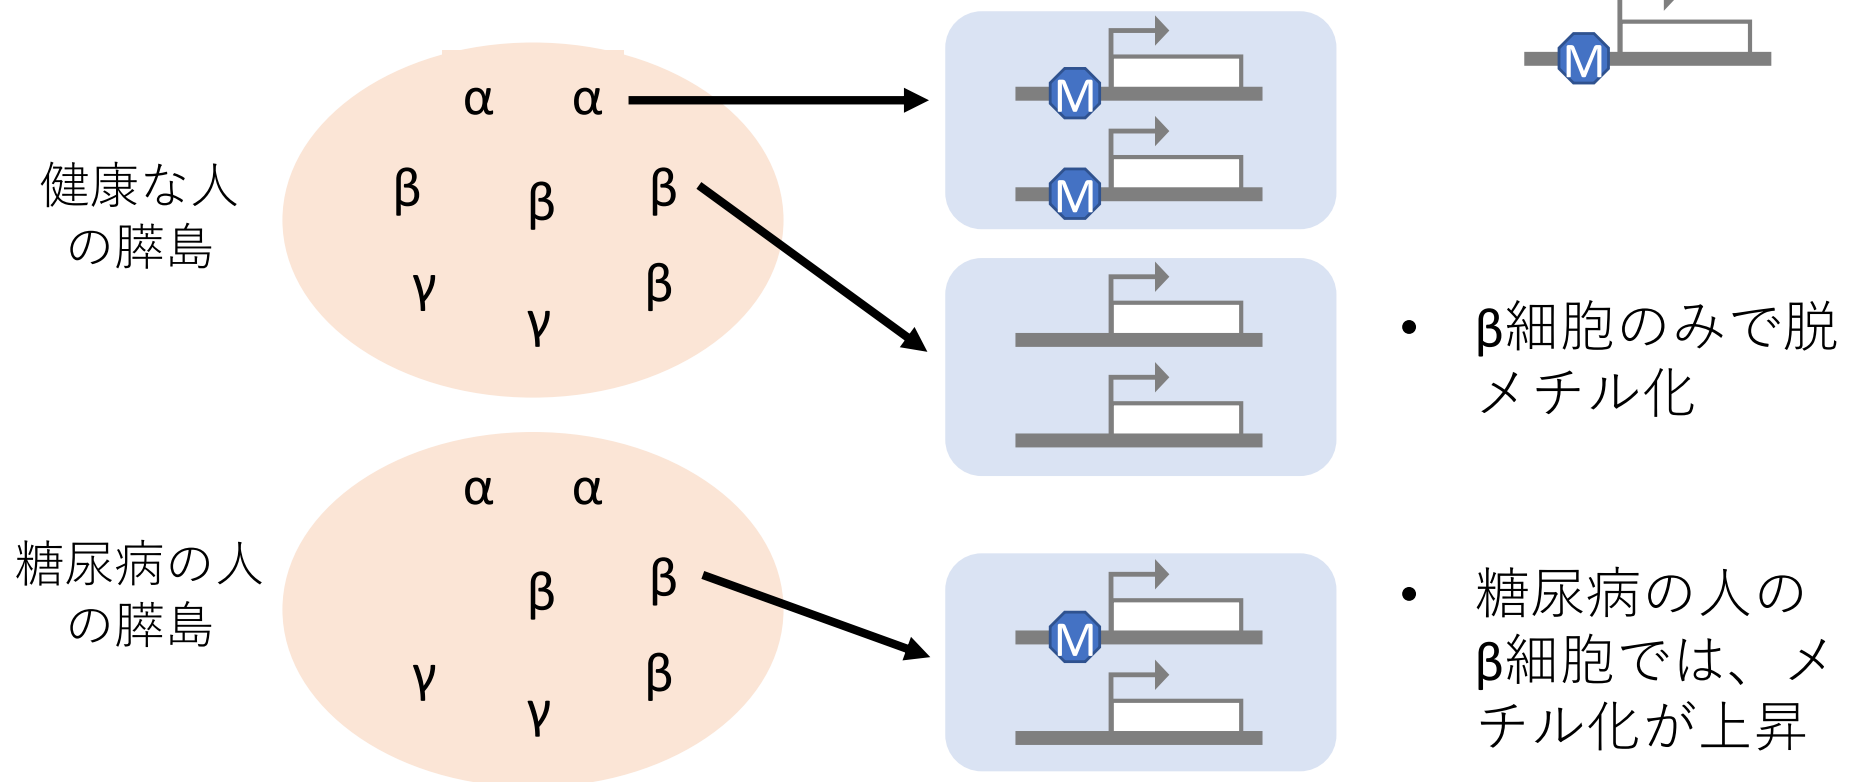 M
α α
M
健康な人
の膵島
β β β
M
γ β
γ
• β細胞のみで脱
メチル化
α α
糖尿病の人
の膵島
β β
M
γ β
γ
• 糖尿病の人の
β細胞では、メ
チル化が上昇